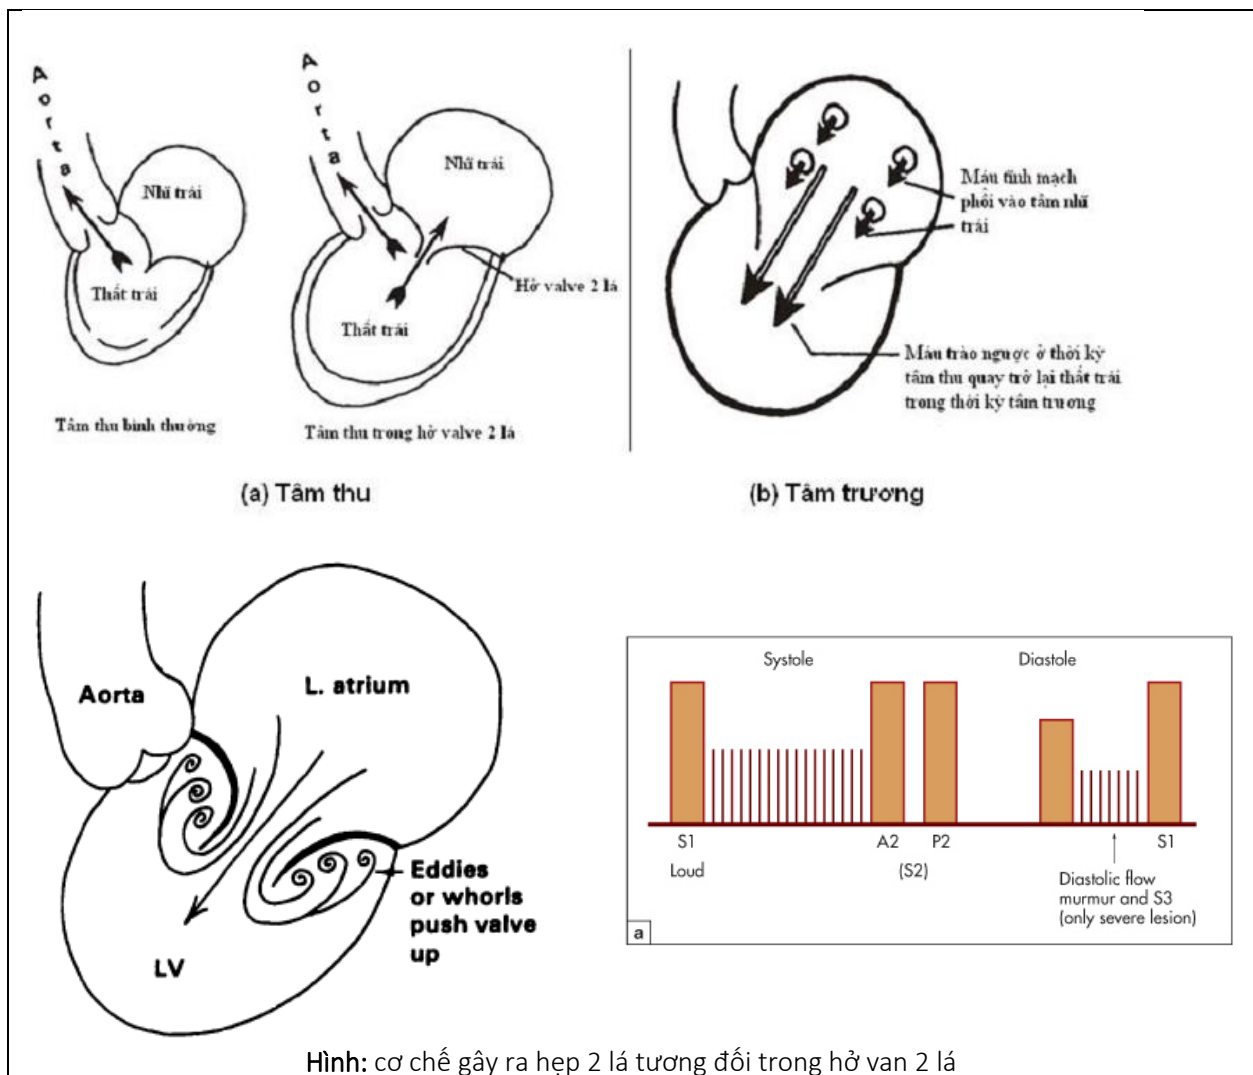 Aorta
Nhĩ trái
Thất trái
Tâm thu bình thường
Aorta
Nhĩ trái
Hở valve 2 lá
Thất trái
Tâm thu trong hở valve 2 lá
(a) Tâm thu
Máu tĩnh mạch
phổi vào tâm nhĩ
trái
Máu trào ngược ở thời kỳ
tâm thu quay trở lại thất trái
trong thời kỳ tâm trương
(b) Tâm trương
Aorta
L. atrium
Eddies
or whorls
push valve
up
LV
Systole
Diastole
S1
A2
P2
S1
Loud
(S2)
Diastolic flow
murmur and S3
(only severe lesion)
a
Hình: cơ chế gây ra hẹp 2 lá tương đối trong hở van 2 lá